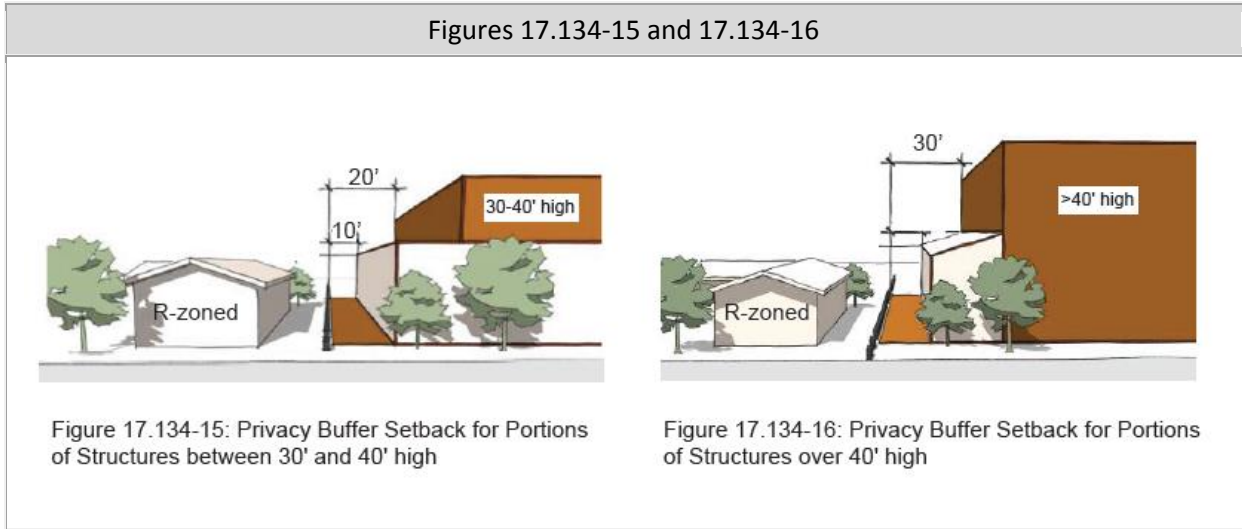 Figures 17.134-15 and 17.134-16
20'
10'
30-40' high
R-zoned
Figure 17.134-15: Privacy Buffer Setback for Portions
of Structures between 30' and 40' high
30'
>40' high
R-zoned
Figure 17.134-16: Privacy Buffer Setback for Portions
of Structures over 40' high